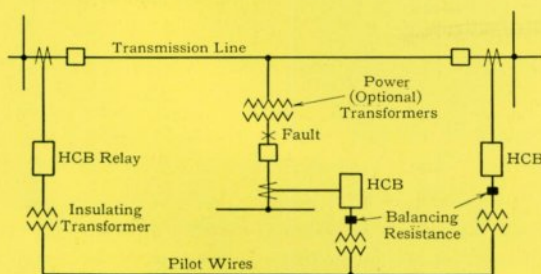 Transmission Line
Power
(Optional)
Transformers
Fault
HCB Relay
HCB
HCB
Insulating
Transformer
Balancing
Resistance
Pilot Wires